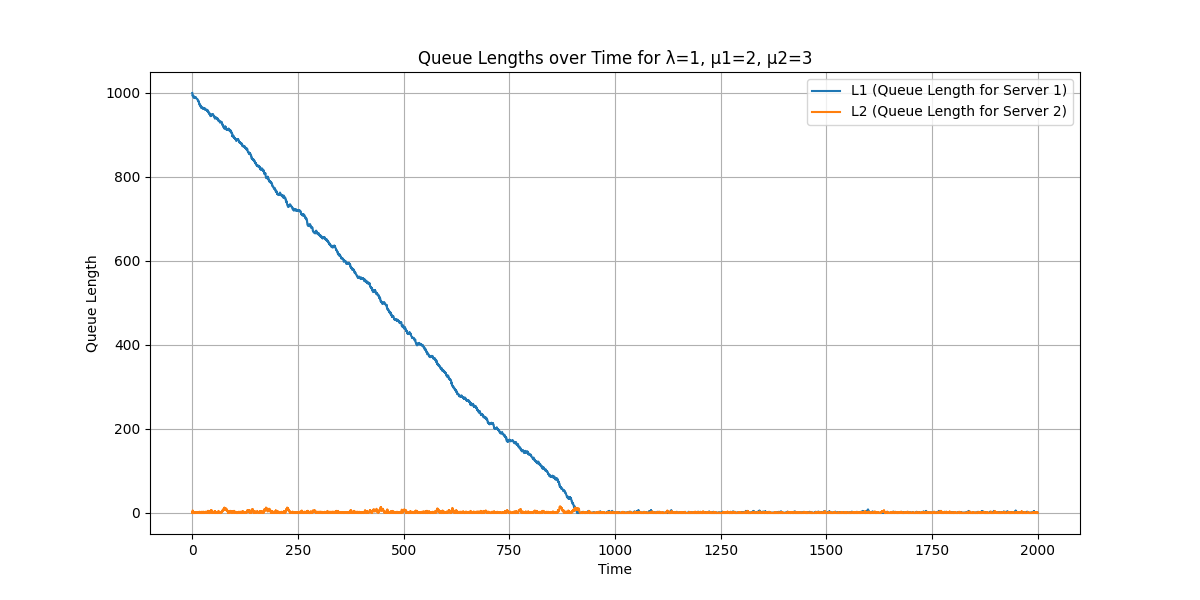 Queue Lengths over Time for λ=1, μ1=2, μ2=3
L1 (Queue Length for Server 1)
L2 (Queue Length for Server 2)
Queue Length
1000
800
600
400
200
0
0 250 500 750 1000 1250 1500 1750 2000
Time